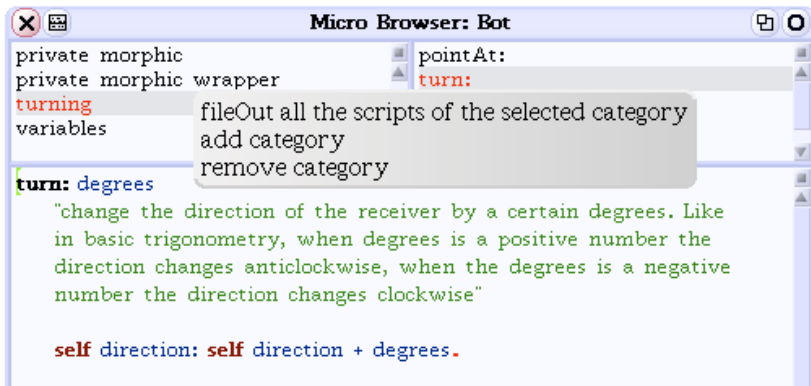 Micro Browser: Bot
private morphic
private morphic wrapper
turning
variables
pointAt:
turn:
fileOut all the scripts of the selected category
add category
remove category
turn: degrees
"change the direction of the receiver by a certain degrees. Like
in basic trigonometry, when degrees is a positive number the
direction changes anticlockwise, when the degrees is a negative
number the direction changes clockwise"
self direction: self direction + degrees.